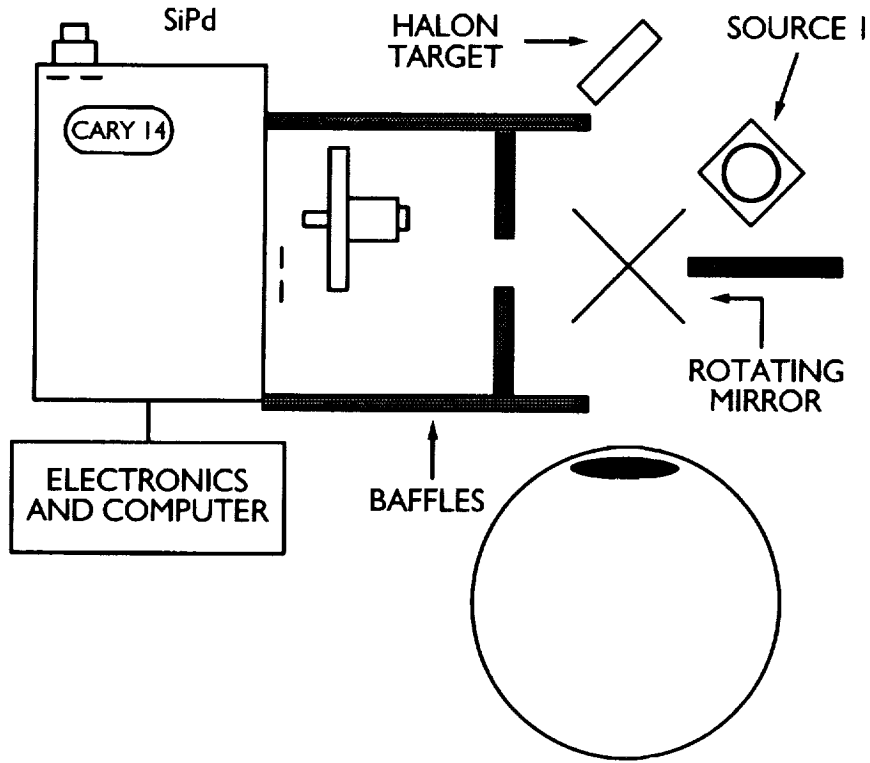 SiPd
HALON
TARGET
SOURCE I
CARY 14
ROTATING
MIRROR
ELECTRONICS
AND COMPUTER
BAFFLES